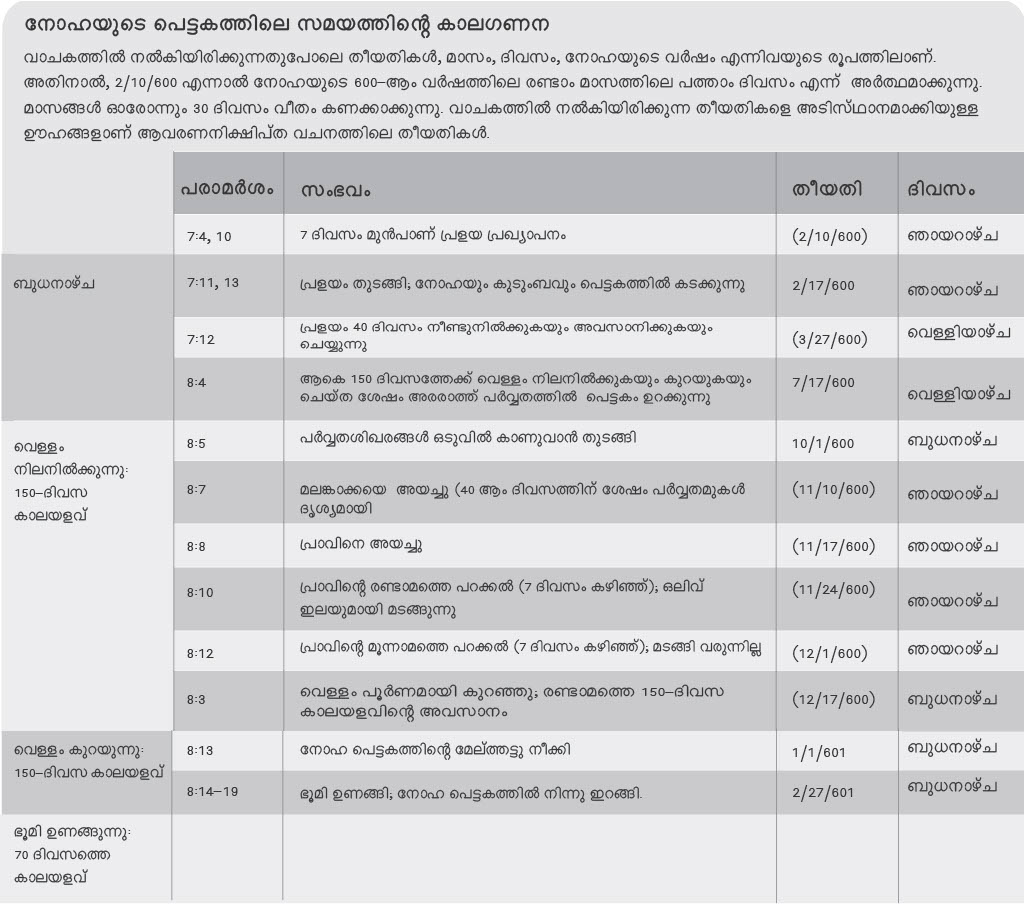 നോഹയുടെ പെട്ടകത്തിലെ സമയത്തിന്റെ കാലഗണന
വാചകത്തിൽ നൽകിയിരിക്കുന്നതുപോലെ തീയതികൾ, മാസം, ദിവസം, നോഹയുടെ വർഷം എന്നിവയുടെ രൂപത്തിലാണ്.
അതിനാൽ, 2/10/600 എന്നാൽ നോഹയുടെ 600-ആം വർഷത്തിലെ രണ്ടാം മാസത്തിലെ പത്താം ദിവസം എന്ന് അർത്ഥമാക്കുന്നു.
മാസങ്ങൾ ഓരോന്നും 30 ദിവസം വീതം കണക്കാക്കുന്നു. വാചകത്തിൽ നൽകിയിരിക്കുന്ന തീയതികളെ അടിസ്ഥാനമാക്കിയുള്ള
ഊഹങ്ങളാണ് ആവരണനിക്ഷിപ്ത വചനത്തിലെ തീയതികൾ.
പരാമർശം സംഭവം തീയതി ദിവസം
7:4, 10 7 ദിവസം മുൻപാണ് പ്രളയ പ്രഖ്യാപനം (2/10/600) ഞായറാഴ്ച
ബുധനാഴ്ച 7:11, 13 പ്രളയം തുടങ്ങി; നോഹയും കുടുംബവും പെട്ടകത്തിൽ കടക്കുന്നു 2/17/600 ഞായറാഴ്ച
7:12 പ്രളയം 40 ദിവസം നീണ്ടുനിൽക്കുകയും അവസാനിക്കുകയും (3/27/600) വെള്ളിയാഴ്ച
ചെയ്യുന്നു
8:4 ആകെ 150 ദിവസത്തേക്ക് വെള്ളം നിലനിൽക്കുകയും കുറയുകയും 7/17/600 വെള്ളിയാഴ്ച
ചെയ്ത ശേഷം അരരാത്ത് പർവ്വതത്തിൽ പെട്ടകം ഉറക്കുന്നു
വെള്ളം
നിലനിൽക്കുന്നു:
150-ദിവസ
കാലയളവ്
8:5 പർവ്വതശിഖരങ്ങൾ ഒടുവിൽ കാണുവാൻ തുടങ്ങി 10/1/600 ബുധനാഴ്ച
8:7 മലങ്കാക്കയെ അയച്ചു (40 ആം ദിവസത്തിന് ശേഷം പർവ്വതമുകൾ (11/10/600) ഞായറാഴ്ച
ദൃശ്യമായി
8:8 പ്രാവിനെ അയച്ചു (11/17/600) ഞായറാഴ്ച
8:10 പ്രാവിന്റെ രണ്ടാമത്തെ പറക്കൽ (7 ദിവസം കഴിഞ്ഞ്); ഒലിവ് (11/24/600) ഞായറാഴ്ച
ഇലയുമായി മടങ്ങുന്നു
8:12 പ്രാവിന്റെ മൂന്നാമത്തെ പറക്കൽ (7 ദിവസം കഴിഞ്ഞ്); മടങ്ങി വരുന്നില്ല (12/1/600) ഞായറാഴ്ച
8:3 വെള്ളം പൂർണമായി കുറഞ്ഞു; രണ്ടാമത്തെ 150-ദിവസ (12/17/600) ബുധനാഴ്ച
കാലയളവിന്റെ അവസാനം
വെള്ളം കുറയുന്നു:
150-ദിവസ കാലയളവ്
8:13 നോഹ പെട്ടകത്തിന്റെ മേല്ത്തട്ടു നീക്കി 1/1/601 ബുധനാഴ്ച
8:14-19 ഭൂമി ഉണങ്ങി; നോഹ പെട്ടകത്തിൽ നിന്നു ഇറങ്ങി. 2/27/601 ബുധനാഴ്ച
ഭൂമി ഉണങ്ങുന്നു:
70 ദിവസത്തെ
കാലയളവ്